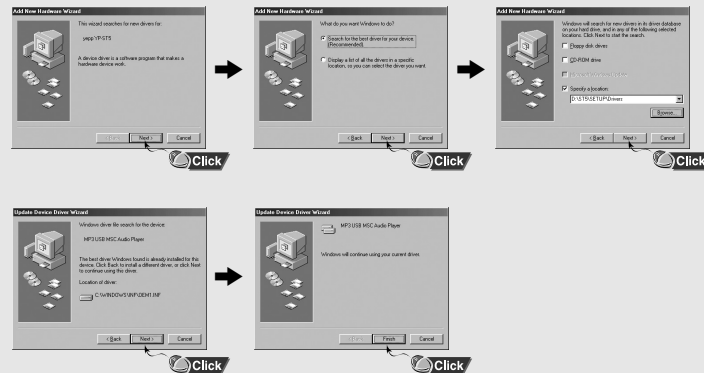 Add New Hardware Wizard
This wizard searches for new drivers for:
yepp YP-ST5
A device driver is a software program that makes a
hardware device work.
< Back
Next >
Cancel
Click
Add New Hardware Wizard
What do you want Windows to do?
Search for the best driver for your device.
(Recommended).
Display a list of all the drivers in a specific
location, so you can select the driver you want.
< Back
Next >
Cancel
Click
Add New Hardware Wizard
Windows will search for new drivers in its driver database
on your hard drive, and in any of the following selected
locations. Click Next to start the search.
Floppy disk drives
CD-ROM drive
Specify a location:
D:\ST5\SETUP\Drivers
Browse...
< Back
Next >
Cancel
Click
Update Device Driver Wizard
Windows driver file search for the device:
MP3 USB MSC Audio Player
The best driver Windows found is already installed for this
device. Click Back to install a different driver, or click Next
to continue using this driver.
Location of driver:
C:\WINDOWS\INF\OEM1.INF
< Back
Next >
Cancel
Click
Update Device Driver Wizard
MP3 USB MSC Audio Player
Windows will continue using your current driver.
< Back
Finish
Cancel
Click